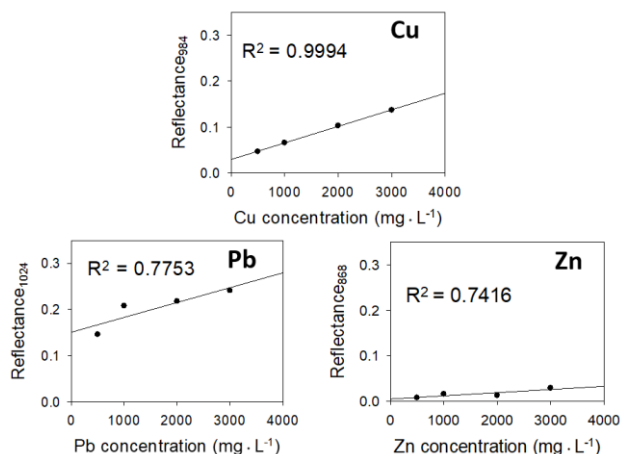 Cu
R² = 0.9994
Reflectance₉₈₄
0.3
0.2
0.1
0.0
0 1000 2000 3000 4000
Cu concentration (mg · L⁻¹)
Pb
R² = 0.7753
Reflectance₁₀₂₄
0.3
0.2
0.1
0.0
0 1000 2000 3000 4000
Pb concentration (mg · L⁻¹)
Zn
R² = 0.7416
Reflectance₈₆₈
0.3
0.2
0.1
0.0
0 1000 2000 3000 4000
Zn concentration (mg · L⁻¹)